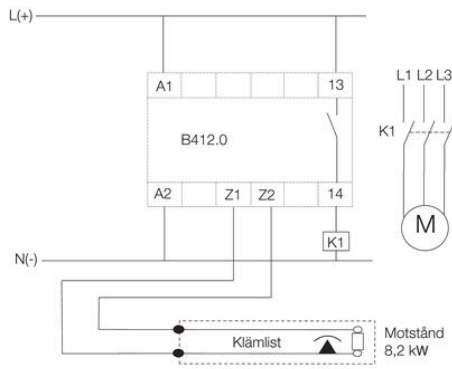 L(+)
A1
13
L1 L2 L3
K1
B412.0
A2
Z1
Z2
14
M
K1
N(-)
Klämlist
Motstånd
8,2 kW